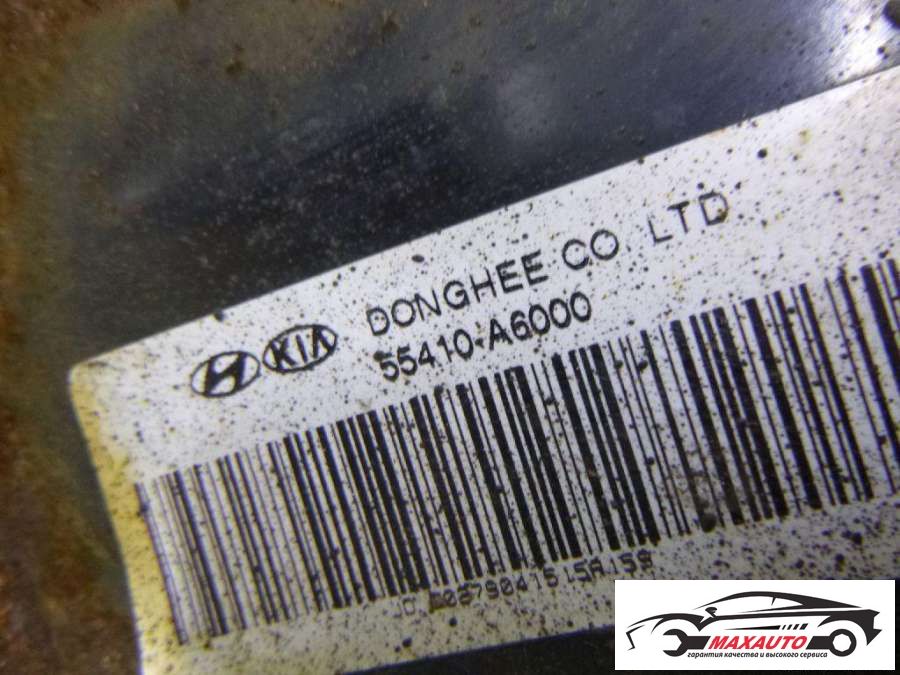 DONGHEE CO. LTD
KIA
55410-A6000
MAXAUTO
гарантия качества и высокого сервиса